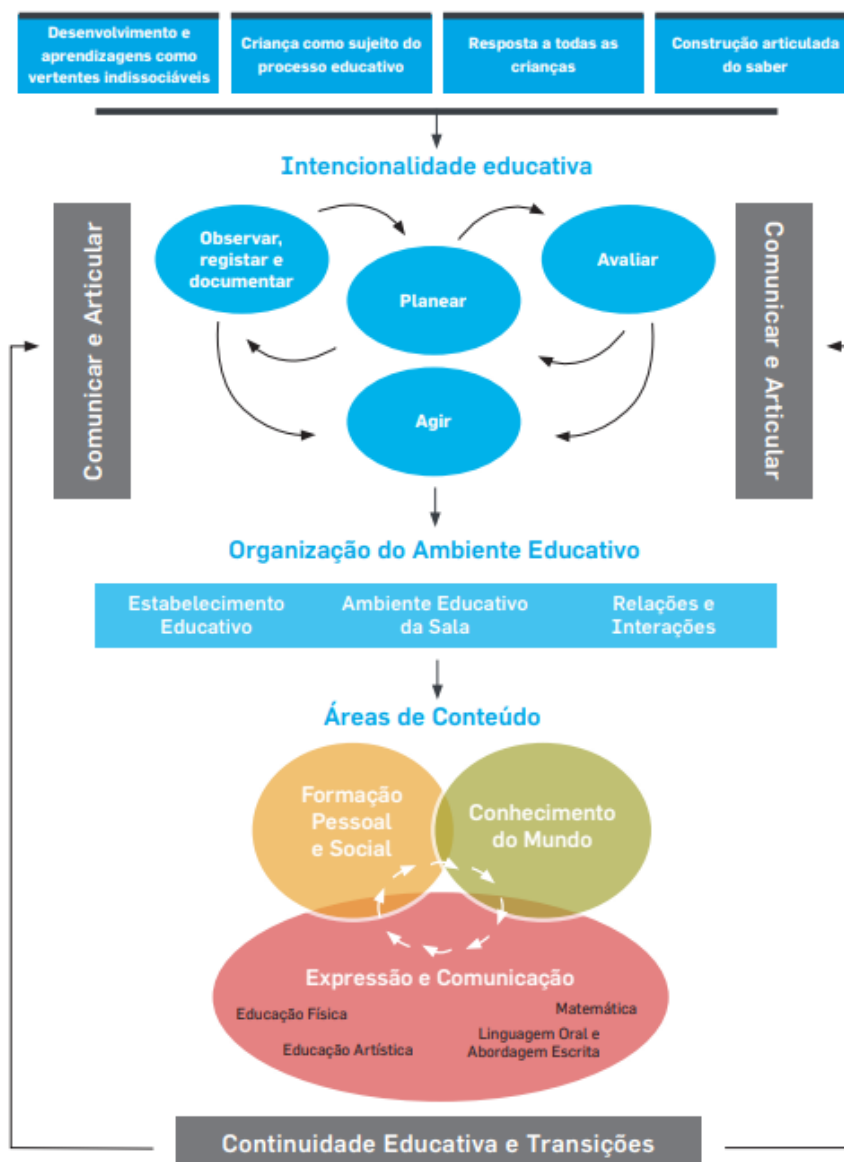 Desenvolvimento e
aprendizagens como
vertentes indissociáveis
Criança como sujeito do
processo educativo
Resposta a todas as
crianças
Construção articulada
do saber
Intencionalidade educativa
Comunicar e Articular
Observar,
registar e
documentar
Planear
Avaliar
Agir
Comunicar e Articular
Organização do Ambiente Educativo
Estabelecimento
Educativo
Ambiente Educativo
da Sala
Relações e
Interações
Áreas de Conteúdo
Formação
Pessoal
e Social
Conhecimento
do Mundo
Expressão e Comunicação
Educação Física
Matemática
Educação Artística
Linguagem Oral e
Abordagem Escrita
Continuidade Educativa e Transições